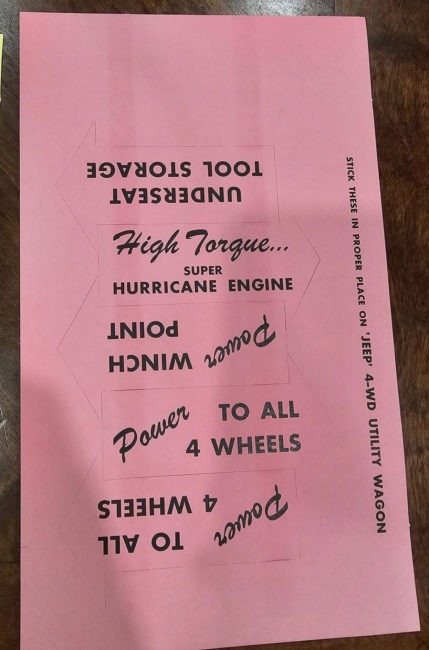 UNDERSEAT
TOOL STORAGE
High Torque...
SUPER
HURRICANE ENGINE
Power WINCH
POINT
Power TO ALL
4 WHEELS
Power TO ALL
4 WHEELS
STICK THESE IN PROPER PLACE ON 'JEEP' 4-WD UTILITY WAGON